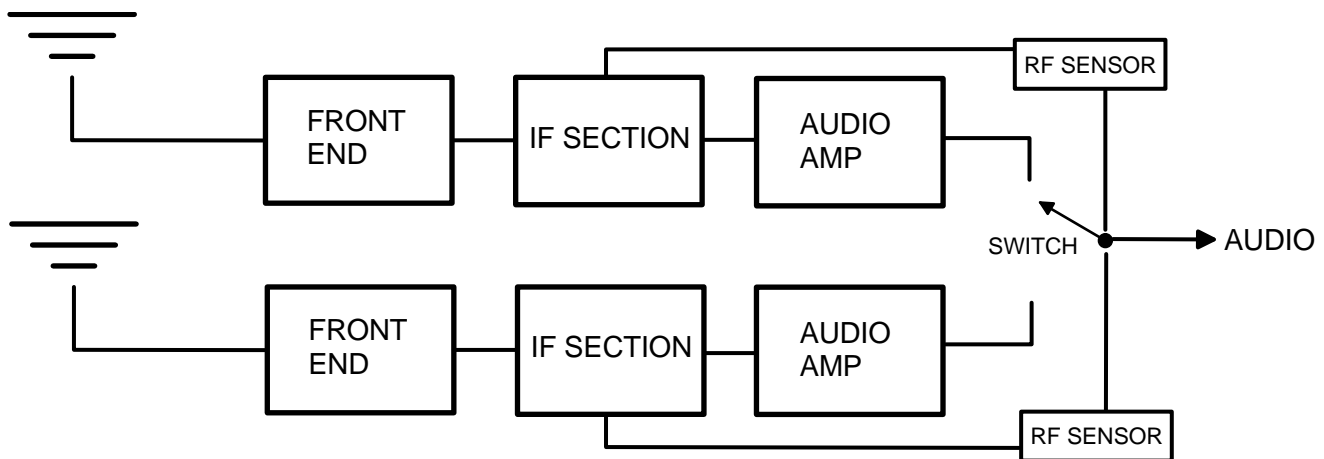 RF SENSOR
FRONT
END
IF SECTION
AUDIO
AMP
SWITCH
AUDIO
FRONT
END
IF SECTION
AUDIO
AMP
RF SENSOR